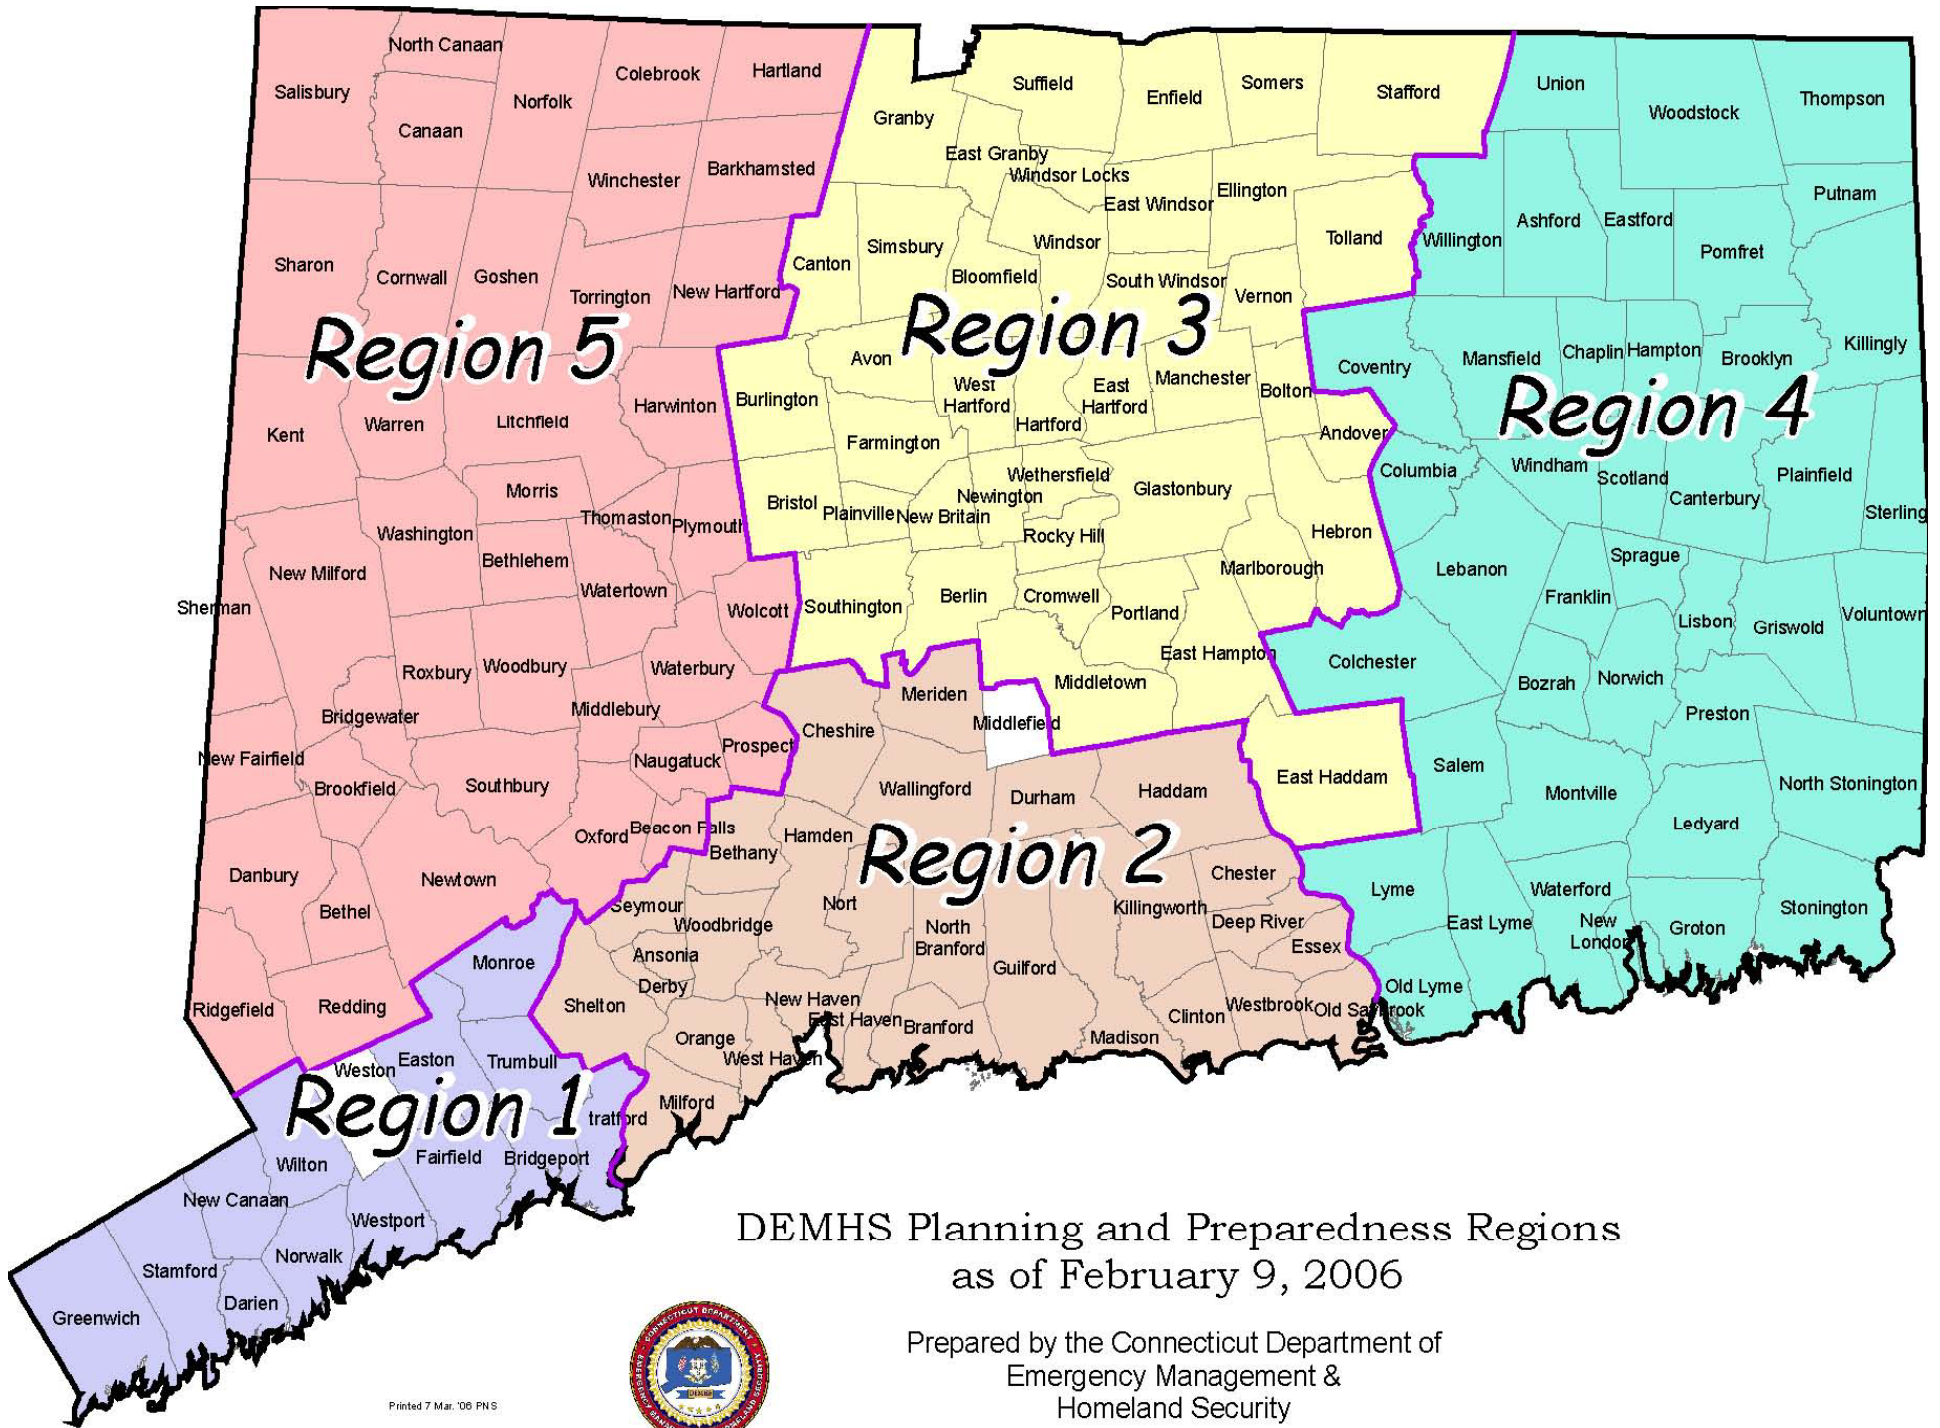 North Canaan
Colebrook
Hartland
Salisbury
Norfolk
Canaan
Winchester
Barkhamsted
Sharon
Cornwall
Goshen
Torrington
New Hartford
Region 5
Kent
Warren
Litchfield
Harwinton
Morris
Thomaston
Plymouth
Washington
Bethlehem
New Milford
Watertown
Sherman
Wolcott
Roxbury
Woodbury
Waterbury
Bridgewater
Middlebury
New Fairfield
Naugatuck
Prospect
Brookfield
Southbury
Oxford
Beacon Falls
Danbury
Newtown
Bethel
Ridgefield
Redding
Suffield
Enfield
Somers
Stafford
Granby
East Granby
Windsor Locks
East Windsor
Ellington
Simsbury
Windsor
Tolland
Canton
Bloomfield
South Windsor
Vernon
Region 3
Avon
West
Hartford
East
Hartford
Manchester
Bolton
Burlington
Hartford
Farmington
Andover
Wethersfield
Newington
Glastonbury
Bristol
Plainville
New Britain
Rocky Hill
Hebron
Marlborough
Southington
Berlin
Cromwell
Portland
East Hampton
Middletown
East Haddam
Union
Woodstock
Thompson
Putnam
Willington
Ashford
Eastford
Pomfret
Coventry
Mansfield
Chaplin
Hampton
Brooklyn
Killingly
Region 4
Columbia
Windham
Scotland
Canterbury
Plainfield
Sterling
Lebanon
Sprague
Franklin
Lisbon
Griswold
Voluntown
Colchester
Bozrah
Norwich
Preston
Salem
Montville
North Stonington
Ledyard
Lyme
East Lyme
Waterford
New
London
Groton
Stonington
Old Lyme
Meriden
Middlefield
Cheshire
Wallingford
Durham
Haddam
Hamden
Bethany
Region 2
Chester
Seymour
Woodbridge
Nort
North
Branford
Killingworth
Deep River
Essex
Ansonia
Derby
Guilford
Shelton
New Haven
East Haven
Branford
Clinton
Westbrook
Old Saybrook
Orange
West Haven
Madison
Milford
Monroe
Weston
Easton
Trumbull
Region 1
tratford
Wilton
Fairfield
Bridgeport
New Canaan
Westport
Norwalk
Stamford
Darien
Greenwich
DEMHS Planning and Preparedness Regions
as of February 9, 2006
Prepared by the Connecticut Department of
Emergency Management &
Homeland Security
Printed 7 Mar. '06 PNS
CONNECTICUT DEPARTMENT
DEMHS